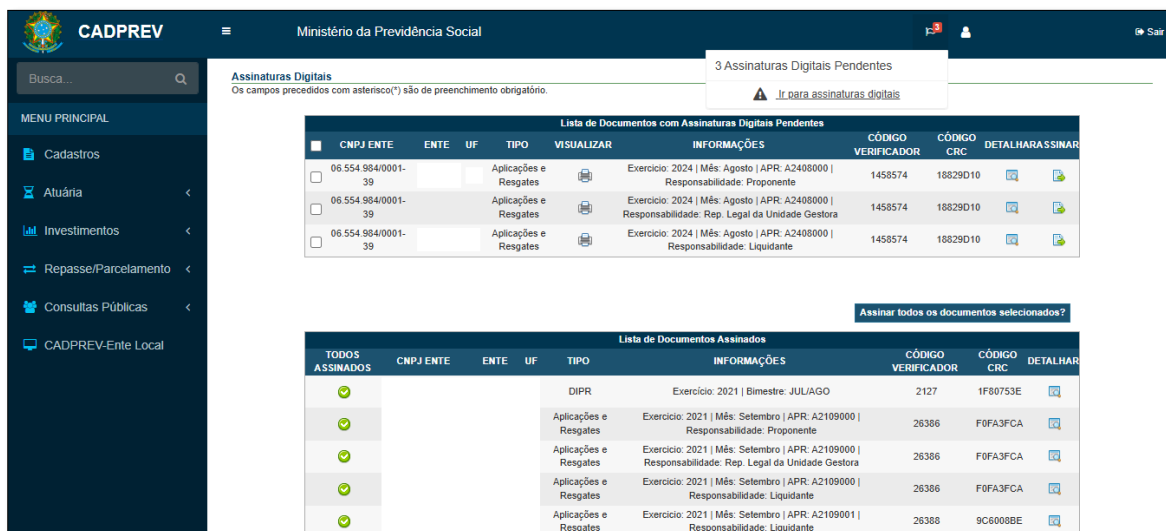 CADPREV
Ministério da Previdência Social
3
Sair
3 Assinaturas Digitais Pendentes
Ir para assinaturas digitais
Busca...
MENU PRINCIPAL
Cadastros
Atuária
Investimentos
Repasse/Parcelamento
Consultas Públicas
CADPREV-Ente Local
Assinaturas Digitais
Os campos precedidos com asterisco(*) são de preenchimento obrigatório.
Lista de Documentos com Assinaturas Digitais Pendentes
CNPJ ENTE ENTE UF TIPO VISUALIZAR INFORMAÇÕES CÓDIGO VERIFICADOR CÓDIGO CRC DETALHAR ASSINAR
06.554.984/0001-39 Aplicações e Resgates Exercicio: 2024 | Mês: Agosto | APR: A2408000 | Responsabilidade: Proponente 1458574 18829D10
06.554.984/0001-39 Aplicações e Resgates Exercicio: 2024 | Mês: Agosto | APR: A2408000 | Responsabilidade: Rep. Legal da Unidade Gestora 1458574 18829D10
06.554.984/0001-39 Aplicações e Resgates Exercicio: 2024 | Mês: Agosto | APR: A2408000 | Responsabilidade: Liquidante 1458574 18829D10
Assinar todos os documentos selecionados?
Lista de Documentos Assinados
TODOS ASSINADOS CNPJ ENTE ENTE UF TIPO INFORMAÇÕES CÓDIGO VERIFICADOR CÓDIGO CRC DETALHAR
DIPR Exercício: 2021 | Bimestre: JUL/AGO 2127 1F80753E
Aplicações e Resgates Exercicio: 2021 | Mês: Setembro | APR: A2109000 | Responsabilidade: Proponente 26386 F0FA3FCA
Aplicações e Resgates Exercicio: 2021 | Mês: Setembro | APR: A2109000 | Responsabilidade: Rep. Legal da Unidade Gestora 26386 F0FA3FCA
Aplicações e Resgates Exercicio: 2021 | Mês: Setembro | APR: A2109000 | Responsabilidade: Liquidante 26386 F0FA3FCA
Aplicações e Resgates Exercicio: 2021 | Mês: Setembro | APR: A2109001 | Responsabilidade: Liquidante 26388 9C6008BE